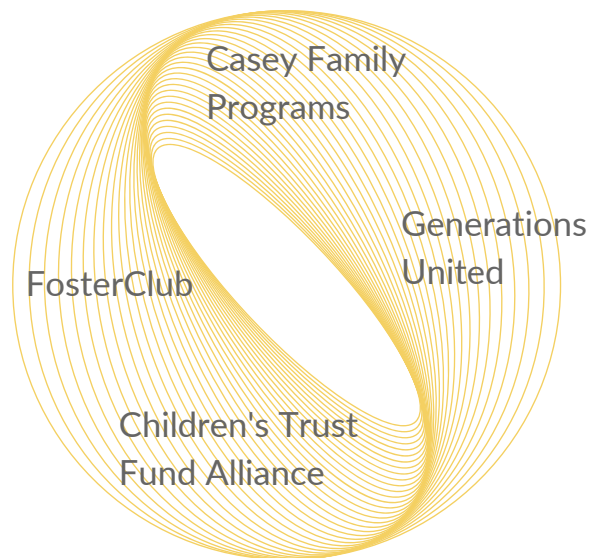 Casey Family
Programs
Generations
United
FosterClub
Children's Trust
Fund Alliance